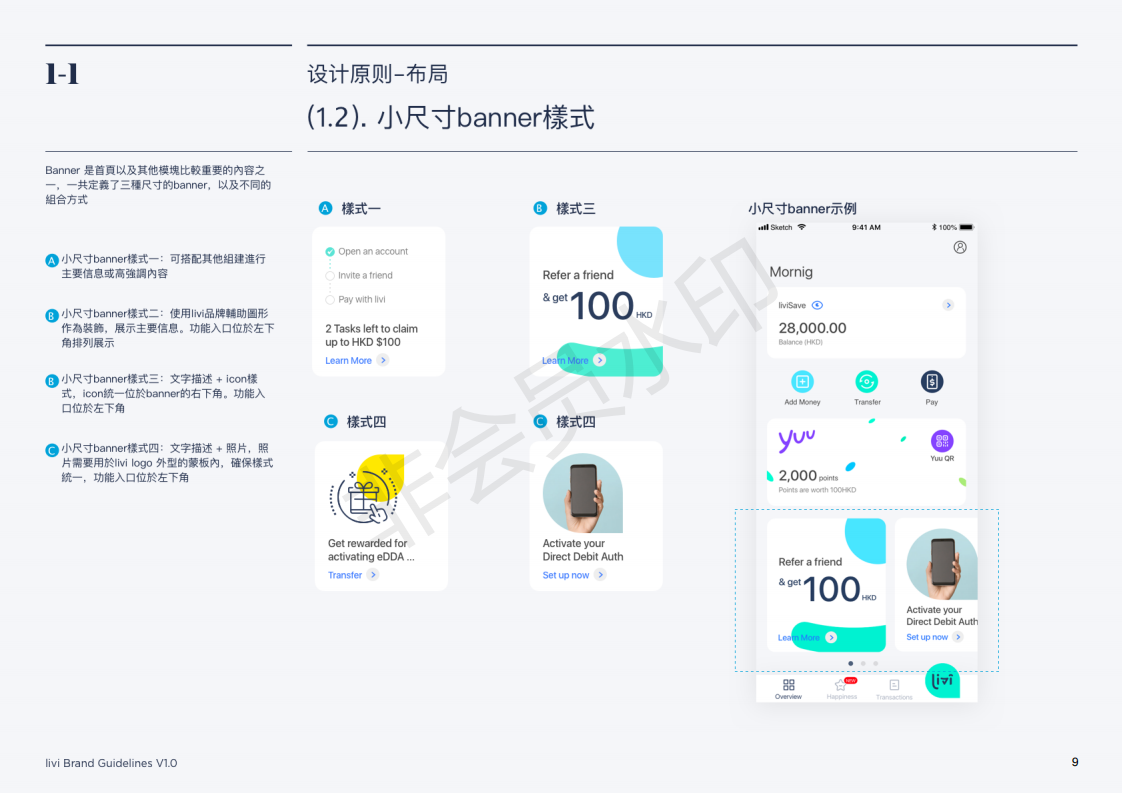 1-1
设计原则-布局
(1.2). 小尺寸banner樣式
Banner 是首頁以及其他模塊比較重要的內容之
一，一共定義了三種尺寸的banner，以及不同的
組合方式
A 小尺寸banner樣式一：可搭配其他組建進行
主要信息或高強調內容
B 小尺寸banner樣式二：使用livi品牌輔助圖形
作為裝飾，展示主要信息。功能入口位於左下
角排列展示
B 小尺寸banner樣式三：文字描述 + icon樣
式，icon統一位於banner的右下角。功能入
口位於左下角
C 小尺寸banner樣式四：文字描述 + 照片，照
片需要用於livi logo 外型的蒙板內，確保樣式
統一，功能入口位於左下角
A 樣式一
Open an account
Invite a friend
Pay with livi
2 Tasks left to claim
up to HKD $100
Learn More
B 樣式三
Refer a friend
& get 100 HKD
Learn More
C 樣式四
Get rewarded for
activating eDDA ...
Transfer
C 樣式四
Activate your
Direct Debit Auth
Set up now
小尺寸banner示例
Sketch 9:41 AM 100%
Mornig
liviSave
28,000.00
Balance (HKD)
Add Money Transfer Pay
yuu
Yuu QR
2,000 points
Points are worth 100HKD
Refer a friend
& get 100 HKD
Learn More
Activate your
Direct Debit Auth
Set up now
NEW
livi
Overview Happiness Transactions
非会员水印
livi Brand Guidelines V1.0
9